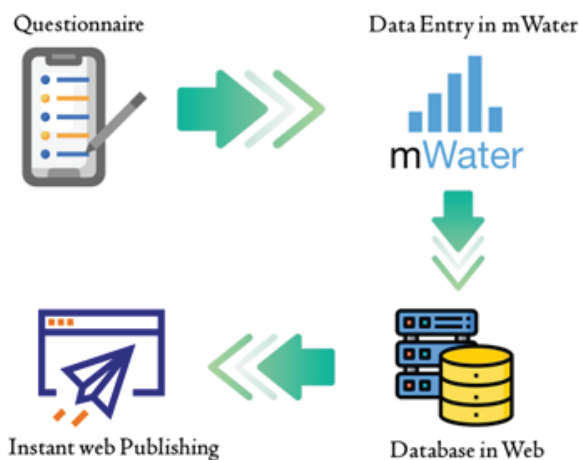 Questionnaire
Data Entry in mWater
mWater
Instant web Publishing
Database in Web